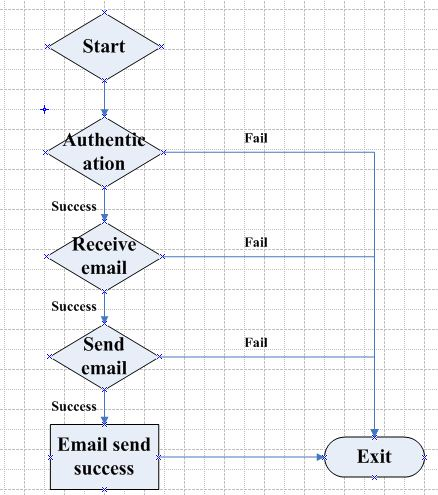 Start
Authentic
ation
Fail
Success
Receive
email
Fail
Success
Send
email
Fail
Success
Email send
success
Exit